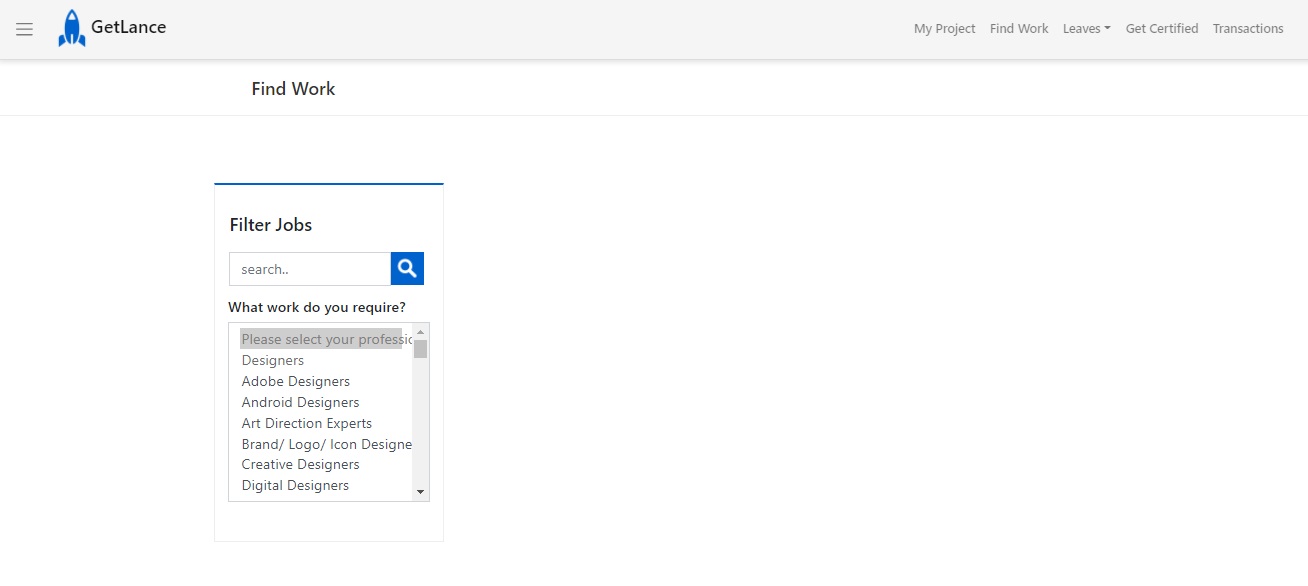 GetLance
My Project Find Work Leaves Get Certified Transactions
Find Work
Filter Jobs
search..
What work do you require?
Please select your professio
Designers
Adobe Designers
Android Designers
Art Direction Experts
Brand/ Logo/ Icon Designe
Creative Designers
Digital Designers